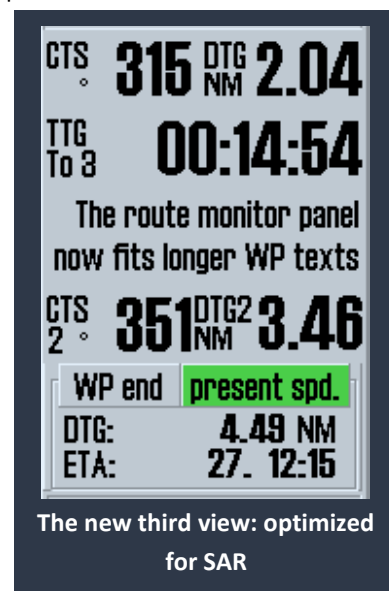 CTS ° 315 DTG NM 2.04
TTG To 3 00:14:54
The route monitor panel
now fits longer WP texts
CTS 2 ° 351 DTG2 NM 3.46
WP end present spd.
DTG: 4.49 NM
ETA: 27. 12:15
The new third view: optimized
for SAR